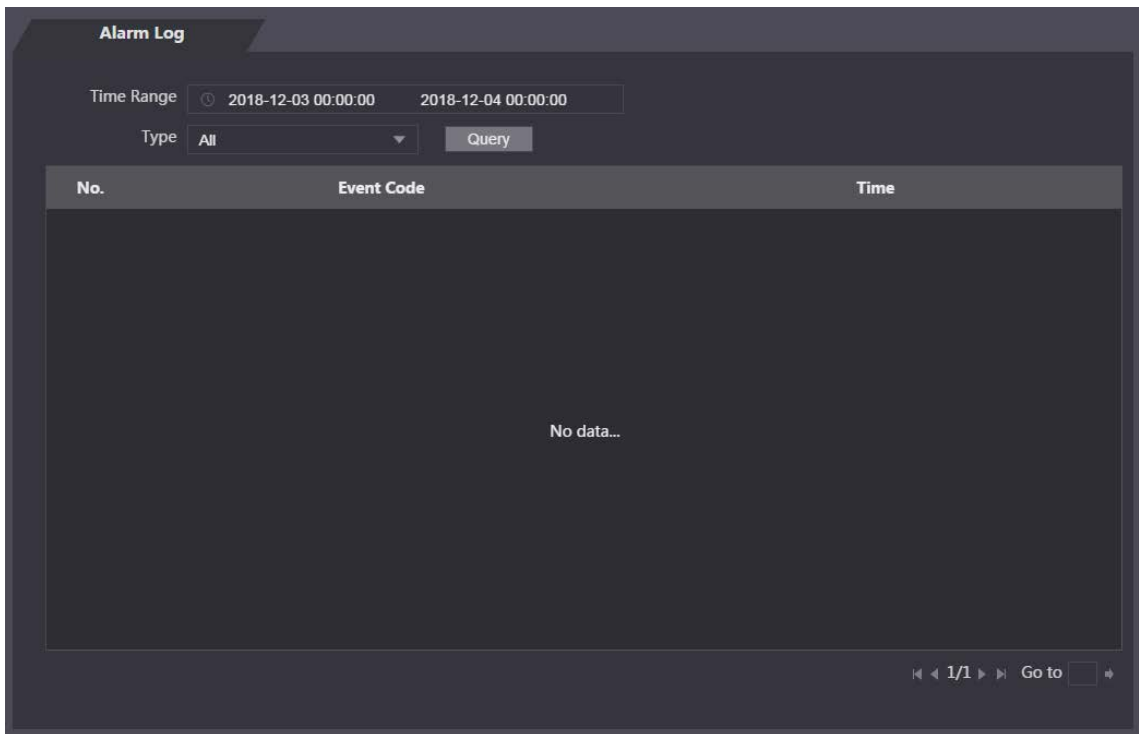 Alarm Log
Time Range 2018-12-03 00:00:00 2018-12-04 00:00:00
Type All Query
No. Event Code Time
No data...
1/1 Go to